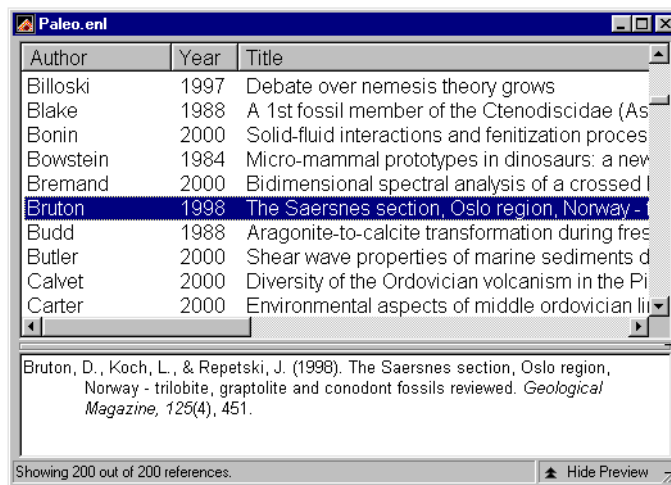 Paleo.enl
Author Year Title
Billoski 1997 Debate over nemesis theory grows
Blake 1988 A 1st fossil member of the Ctenodiscidae (As
Bonin 2000 Solid-fluid interactions and fenitization proces
Bowstein 1984 Micro-mammal prototypes in dinosaurs: a new
Bremand 2000 Bidimensional spectral analysis of a crossed
Bruton 1998 The Saersnes section, Oslo region, Norway -
Budd 1988 Aragonite-to-calcite transformation during fres
Butler 2000 Shear wave properties of marine sediments d
Calvet 2000 Diversity of the Ordovician volcanism in the Pi
Carter 2000 Environmental aspects of middle ordovician li
Bruton, D., Koch, L., & Repetski, J. (1998). The Saersnes section, Oslo region,
Norway - trilobite, graptolite and conodont fossils reviewed. Geological
Magazine, 125(4), 451.
Showing 200 out of 200 references. Hide Preview